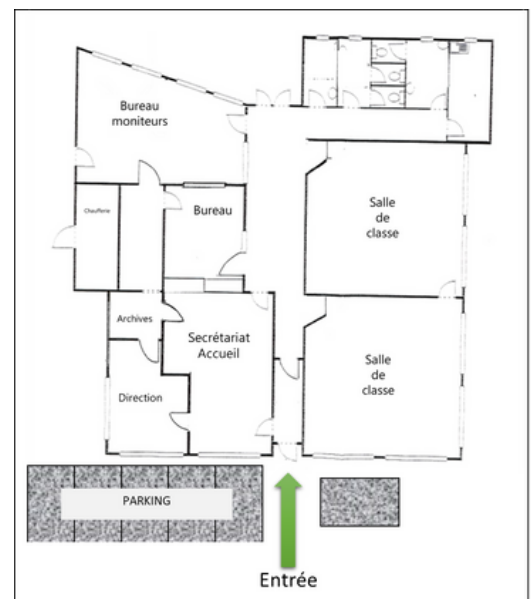 Bureau
moniteurs
Chaufferie
Bureau
Salle
de
classe
Archives
Secrétariat
Accueil
Salle
de
classe
Direction
PARKING
Entrée